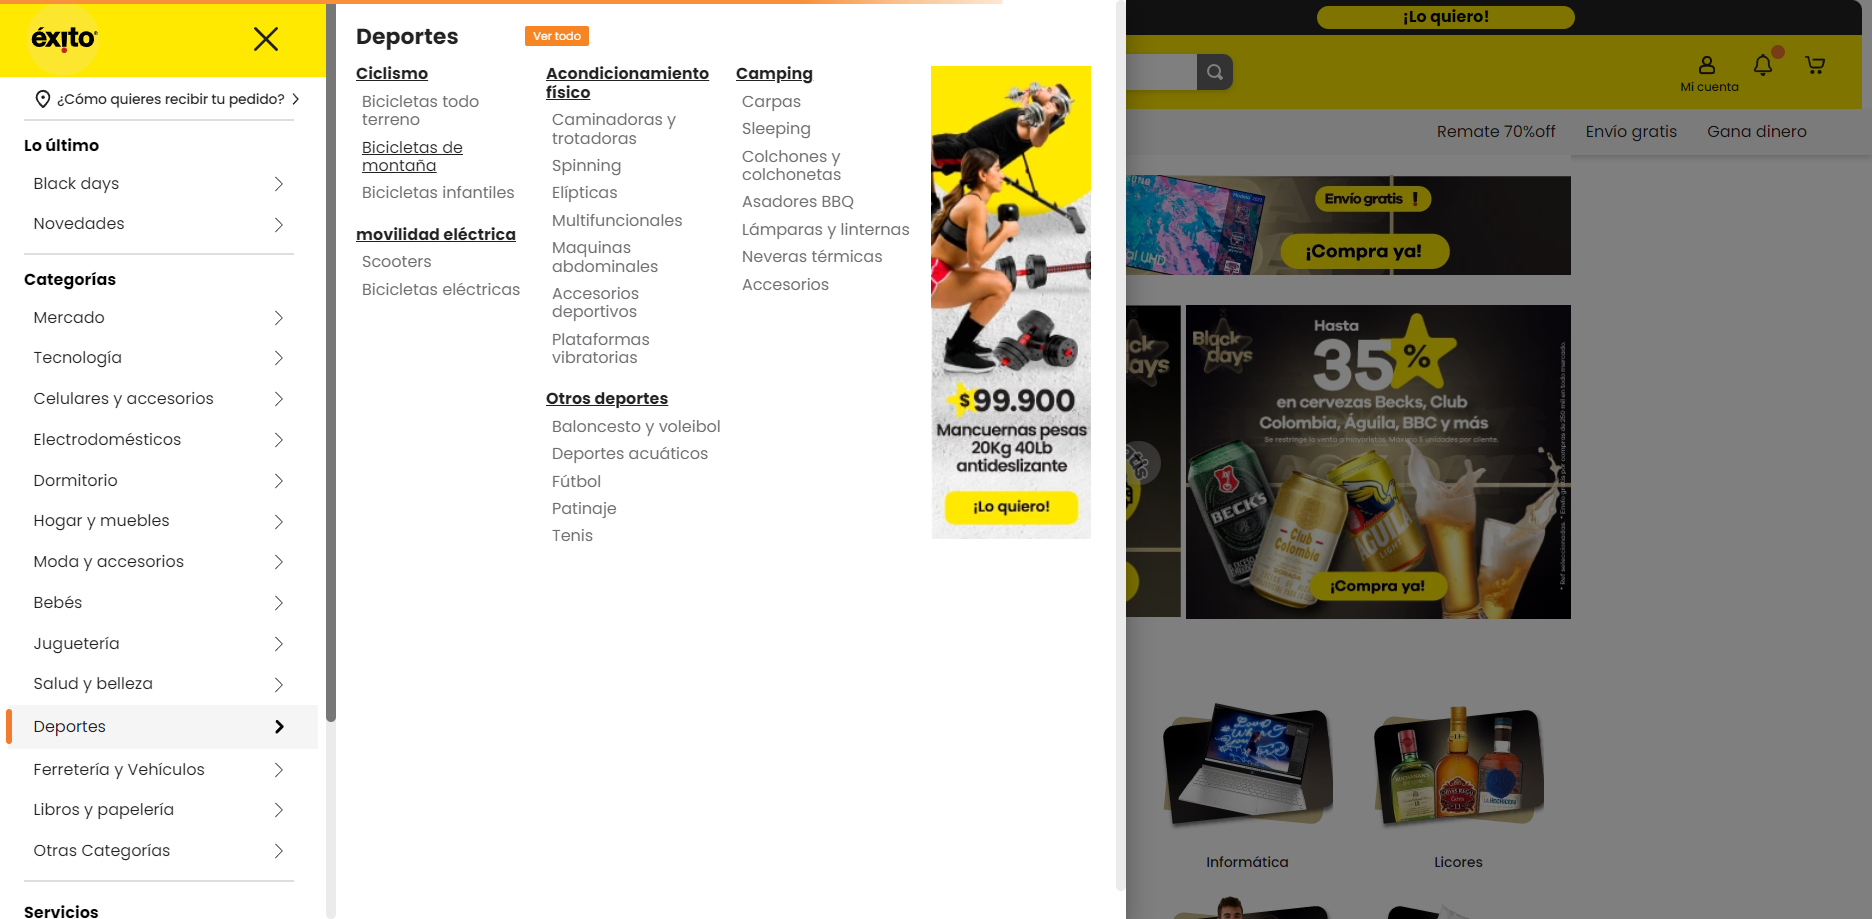 éxito
¿Cómo quieres recibir tu pedido?
Lo último
Black days
Novedades
Categorías
Mercado
Tecnología
Celulares y accesorios
Electrodomésticos
Dormitorio
Hogar y muebles
Moda y accesorios
Bebés
Juguetería
Salud y belleza
Deportes
Ferretería y Vehículos
Libros y papelería
Otras Categorías
Servicios
Deportes
Ver todo
Ciclismo
Bicicletas todo
terreno
Bicicletas de
montaña
Bicicletas infantiles
movilidad eléctrica
Scooters
Bicicletas eléctricas
Acondicionamiento
físico
Caminadoras y
trotadoras
Spinning
Elípticas
Multifuncionales
Maquinas
abdominales
Accesorios
deportivos
Plataformas
vibratorias
Otros deportes
Baloncesto y voleibol
Deportes acuáticos
Fútbol
Patinaje
Tenis
Camping
Carpas
Sleeping
Colchones y
colchonetas
Asadores BBQ
Lámparas y linternas
Neveras térmicas
Accesorios
$99.900
Mancuernas pesas
20Kg 40Lb
antideslizante
¡Lo quiero!
¡Lo quiero!
Mi cuenta
Remate 70%off
Envío gratis
Gana dinero
Envío gratis !
¡Compra ya!
Black
days
Hasta
35%
en cervezas Becks, Club
Colombia, Águila, BBC y más
Se restringe la venta a mayoristas. Máximo 6 unidades por cliente.
BECK'S
Club
Colombia
DORADA
AGUILA
LIGHT
¡Compra ya!
Informática
Licores